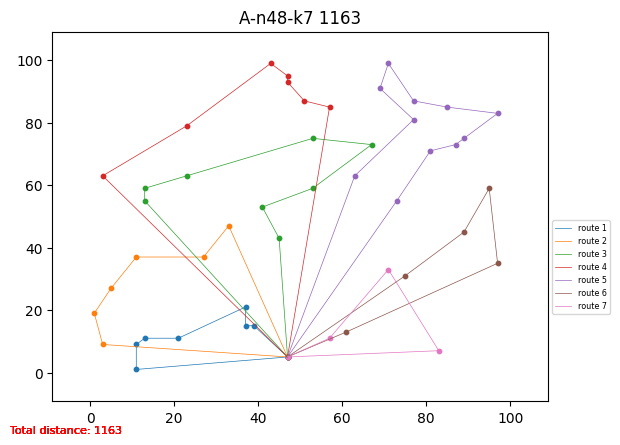 A-n48-k7 1163
100
80
60
40
20
0
0 20 40 60 80 100
route 1
route 2
route 3
route 4
route 5
route 6
route 7
Total distance: 1163